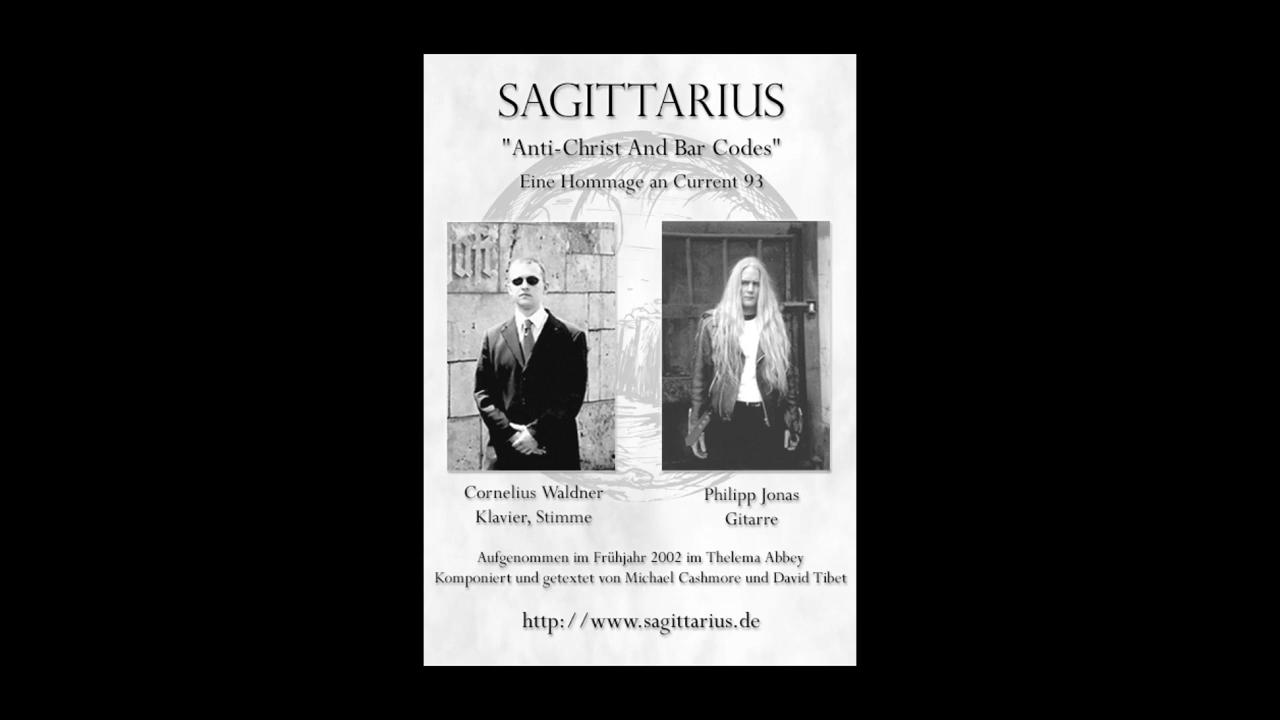 SAGITTARIUS
"Anti-Christ And Bar Codes"
Eine Hommage an Current 93
Cornelius Waldner
Klavier, Stimme
Philipp Jonas
Gitarre
Aufgenommen im Frühjahr 2002 im Thelema Abbey
Komponiert und getextet von Michael Cashmore und David Tibet
http://www.sagittarius.de